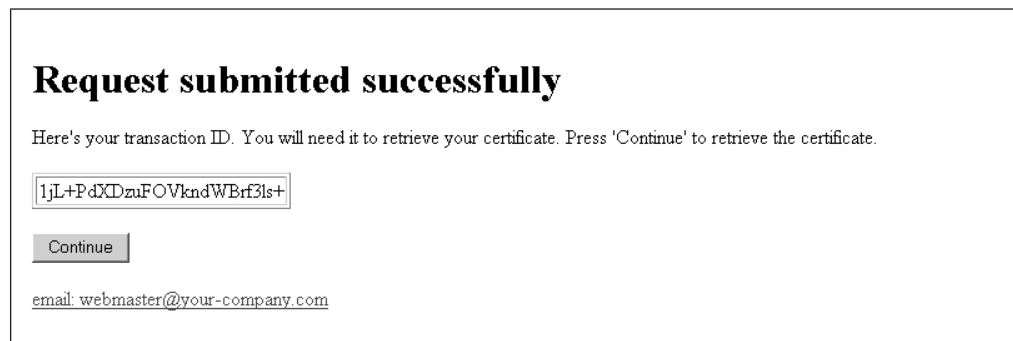 Request submitted successfully
Here's your transaction ID. You will need it to retrieve your certificate. Press 'Continue' to retrieve the certificate.
1jL+PdXDzuFOVkndWBrf3ls+
Continue
email: webmaster@your-company.com